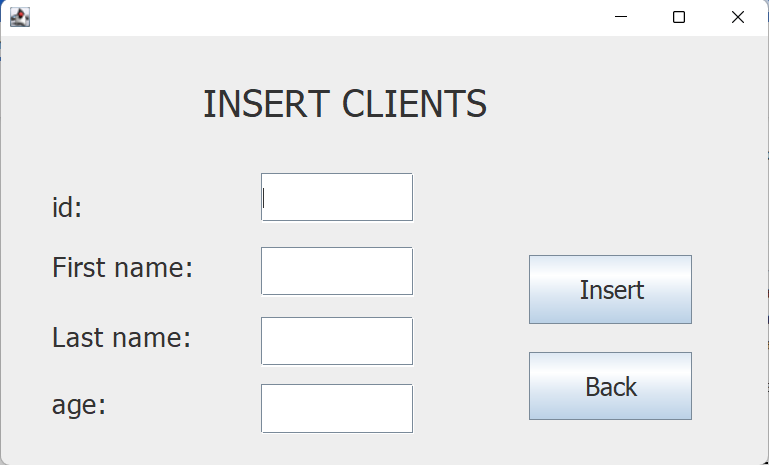 INSERT CLIENTS
id:
First name:
Insert
Last name:
Back
age: